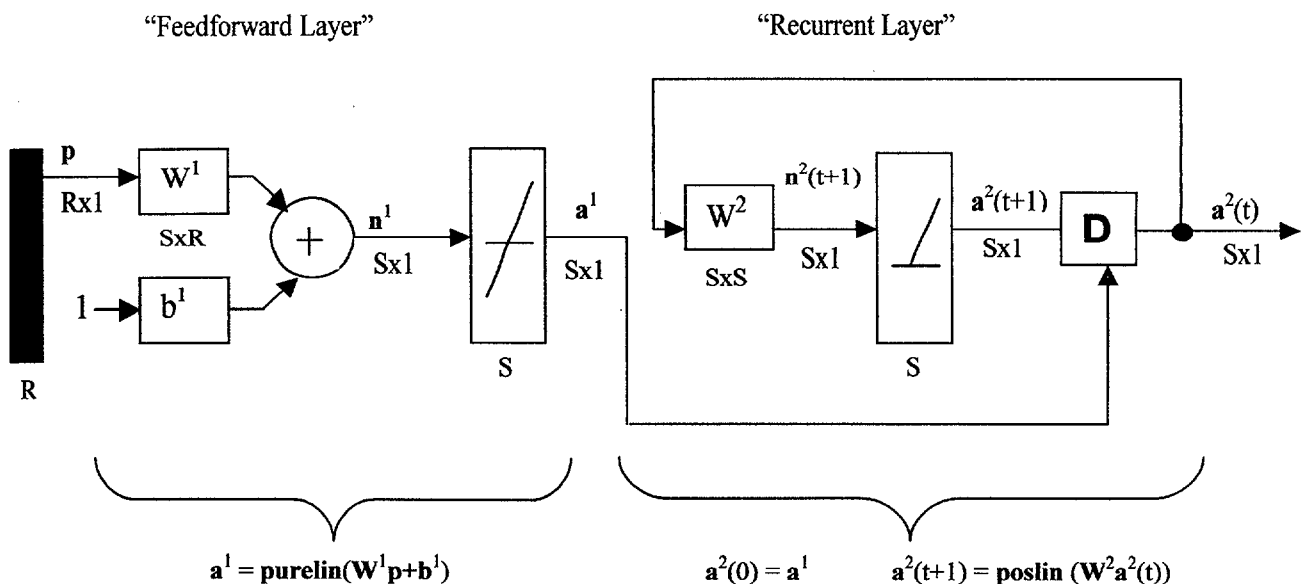 “Feedforward Layer”
“Recurrent Layer”
p
Rx1
W¹
SxR
1
b¹
R
+
n¹
Sx1
S
a¹
Sx1
W²
SxS
n²(t+1)
Sx1
S
a²(t+1)
Sx1
D
a²(t)
Sx1
a¹ = purelin(W¹p+b¹)
a²(0) = a¹ a²(t+1) = poslin (W²a²(t))